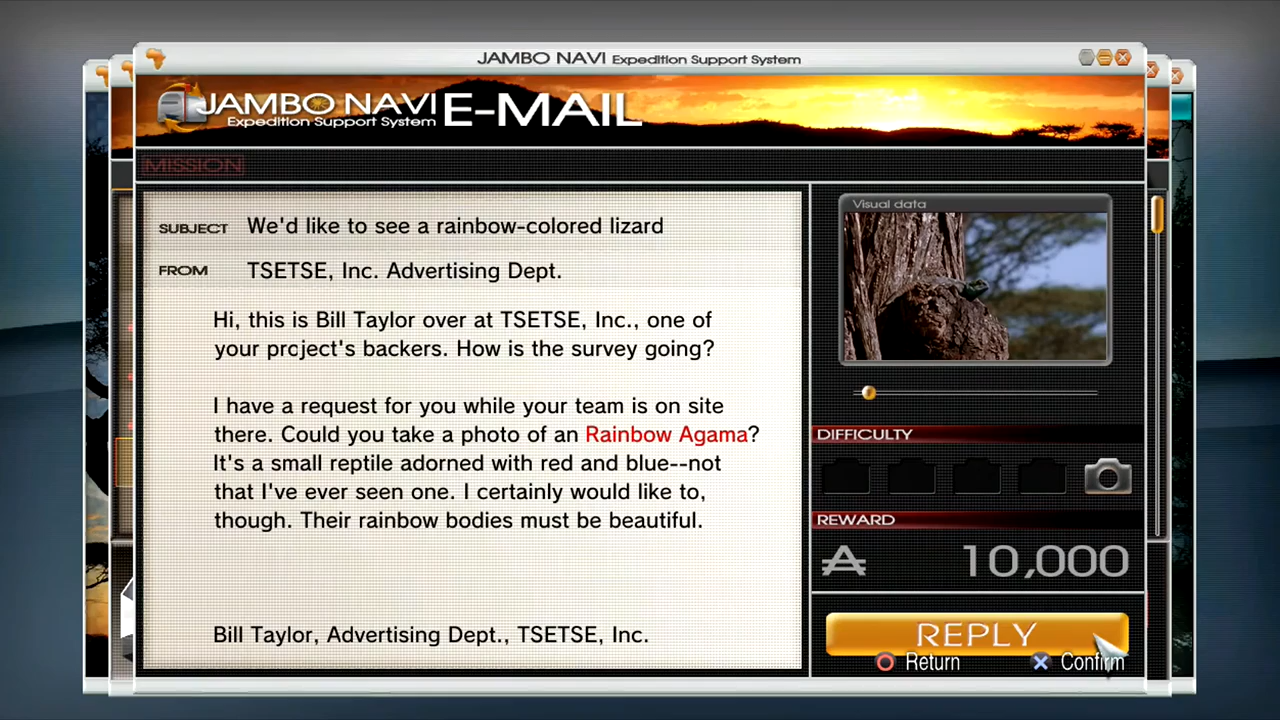 JAMBO NAVI Expedition Support System
JAMBO NAVI E-MAIL
Expedition Support System
MISSION
SUBJECT We'd like to see a rainbow-colored lizard
FROM TSETSE, Inc. Advertising Dept.
Hi, this is Bill Taylor over at TSETSE, Inc., one of
your project's backers. How is the survey going?
I have a request for you while your team is on site
there. Could you take a photo of an Rainbow Agama?
It's a small reptile adorned with red and blue--not
that I've ever seen one. I certainly would like to,
though. Their rainbow bodies must be beautiful.
Bill Taylor, Advertising Dept., TSETSE, Inc.
Visual data
DIFFICULTY
REWARD
10,000
REPLY
Return Confirm